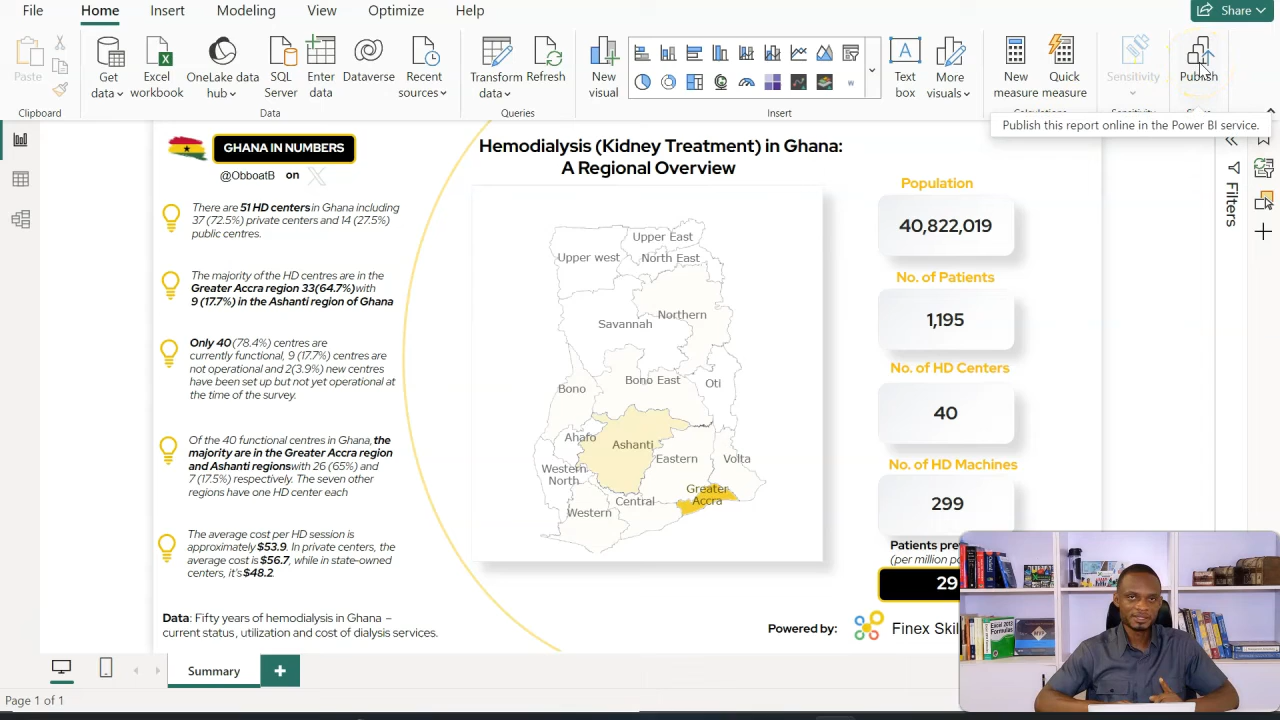 File Home Insert Modeling View Optimize Help Share
Paste
Get data
Excel workbook
OneLake data hub
SQL Server
Enter data
Dataverse
Recent sources
Transform data
Refresh
New visual
Text box
More visuals
New measure
Quick measure
Sensitivity
Publish
Clipboard Data Queries Insert
Publish this report online in the Power BI service.
Filters
GHANA IN NUMBERS
@ObboatB on X
There are 51 HD centers in Ghana including
37 (72.5%) private centers and 14 (27.5%)
public centres.
The majority of the HD centres are in the
Greater Accra region 33(64.7%)with
9 (17.7%) in the Ashanti region of Ghana
Only 40 (78.4%) centres are
currently functional, 9 (17.7%) centres are
not operational and 2(3.9%) new centres
have been set up but not yet operational at
the time of the survey.
Of the 40 functional centres in Ghana, the
majority are in the Greater Accra region
and Ashanti regions with 26 (65%) and
7 (17.5%) respectively. The seven other
regions have one HD center each
The average cost per HD session is
approximately $53.9. In private centers, the
average cost is $56.7, while in state-owned
centers, it's $48.2.
Data: Fifty years of hemodialysis in Ghana –
current status, utilization and cost of dialysis services.
Hemodialysis (Kidney Treatment) in Ghana:
A Regional Overview
Upper East
Upper west
North East
Northern
Savannah
Bono East
Oti
Bono
Ahafo
Ashanti
Eastern
Volta
Western
North
Greater
Accra
Central
Western
Population
40,822,019
No. of Patients
1,195
No. of HD Centers
40
No. of HD Machines
299
Patients pre
(per million po
29
Powered by:
Finex Skil
Excel 2013
Formulas
Summary
Page 1 of 1